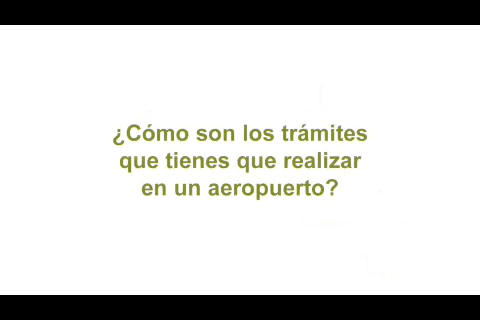 ¿Cómo son los trámites
que tienes que realizar
en un aeropuerto?